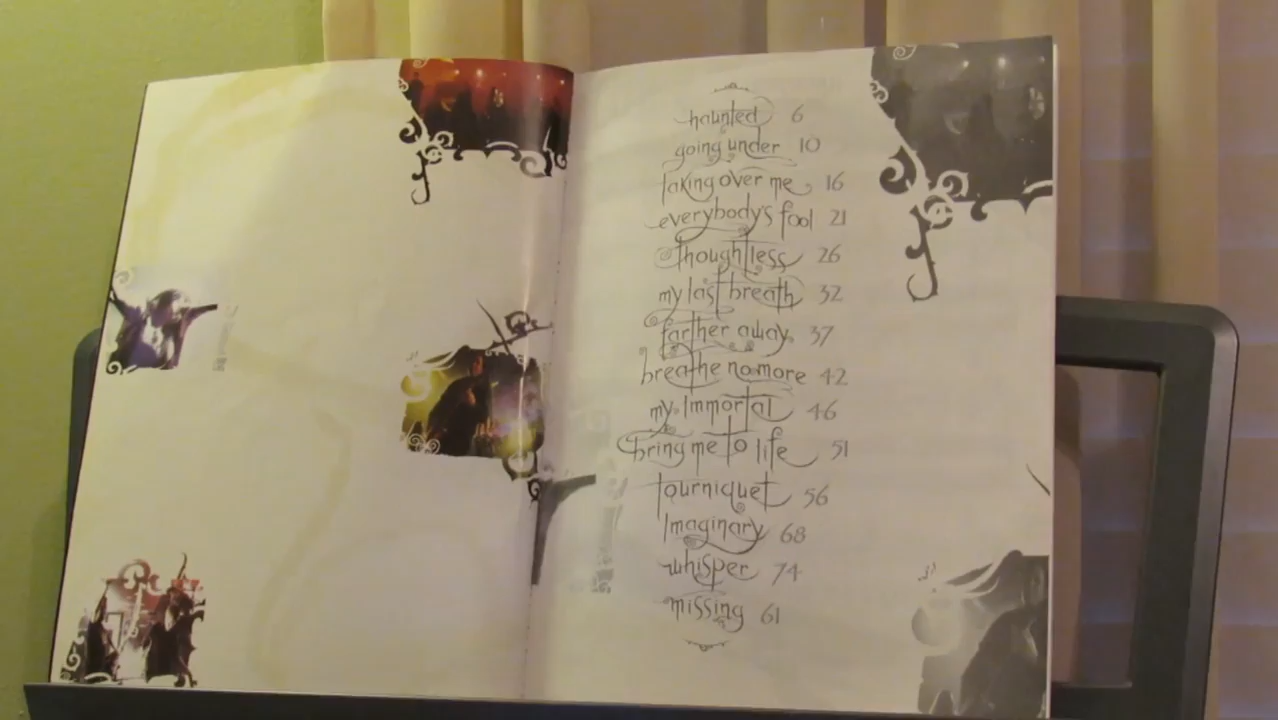 haunted 6
going under 10
taking over me 16
everybody's fool 21
thoughtless 26
my last breath 32
farther away 37
breathe no more 42
my immortal 46
bring me to life 51
tourniquet 56
imaginary 68
whisper 74
missing 61